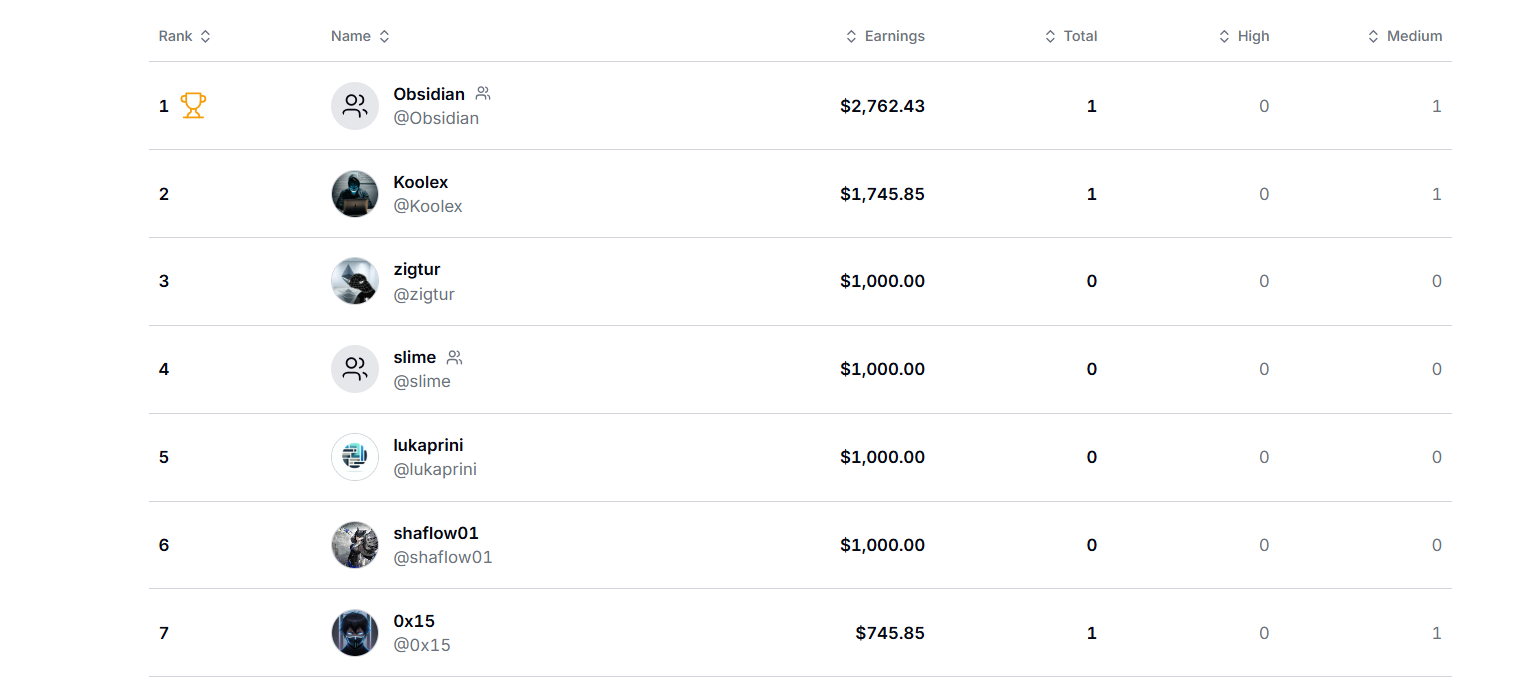 Rank Name Earnings Total High Medium
1 Obsidian $2,762.43 1 0 1
@Obsidian
2 Koolex $1,745.85 1 0 1
@Koolex
3 zigtur $1,000.00 0 0 0
@zigtur
4 slime $1,000.00 0 0 0
@slime
5 lukaprini $1,000.00 0 0 0
@lukaprini
6 shaflow01 $1,000.00 0 0 0
@shaflow01
7 0x15 $745.85 1 0 1
@0x15